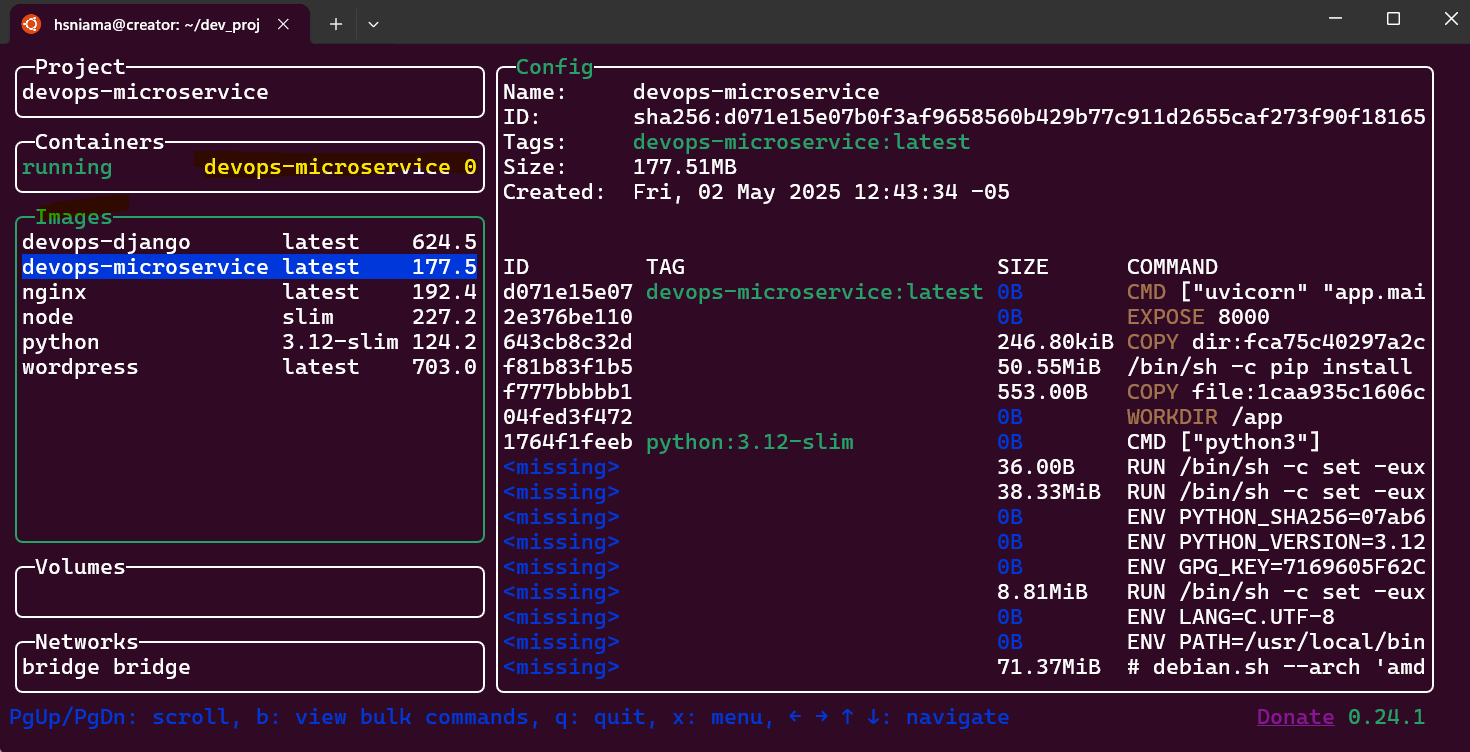 hsniama@creator: ~/dev_proj
Project
devops-microservice
Containers
running devops-microservice 0
Images
devops-django latest 624.5
devops-microservice latest 177.5
nginx latest 192.4
node slim 227.2
python 3.12-slim 124.2
wordpress latest 703.0
Volumes
Networks
bridge bridge
Config
Name: devops-microservice
ID: sha256:d071e15e07b0f3af9658560b429b77c911d2655caf273f90f18165
Tags: devops-microservice:latest
Size: 177.51MB
Created: Fri, 02 May 2025 12:43:34 -05
ID TAG SIZE COMMAND
d071e15e07 devops-microservice:latest 0B CMD ["uvicorn" "app.mai
2e376be110 0B EXPOSE 8000
643cb8c32d 246.80kiB COPY dir:fca75c40297a2c
f81b83f1b5 50.55MiB /bin/sh -c pip install
f777bbbbb1 553.00B COPY file:1caa935c1606c
04fed3f472 0B WORKDIR /app
1764f1feeb python:3.12-slim 0B CMD ["python3"]
<missing> 36.00B RUN /bin/sh -c set -eux
<missing> 38.33MiB RUN /bin/sh -c set -eux
<missing> 0B ENV PYTHON_SHA256=07ab6
<missing> 0B ENV PYTHON_VERSION=3.12
<missing> 0B ENV GPG_KEY=7169605F62C
<missing> 8.81MiB RUN /bin/sh -c set -eux
<missing> 0B ENV LANG=C.UTF-8
<missing> 0B ENV PATH=/usr/local/bin
<missing> 71.37MiB # debian.sh --arch 'amd
PgUp/PgDn: scroll, b: view bulk commands, q: quit, x: menu, ← → ↑ ↓: navigate
Donate 0.24.1